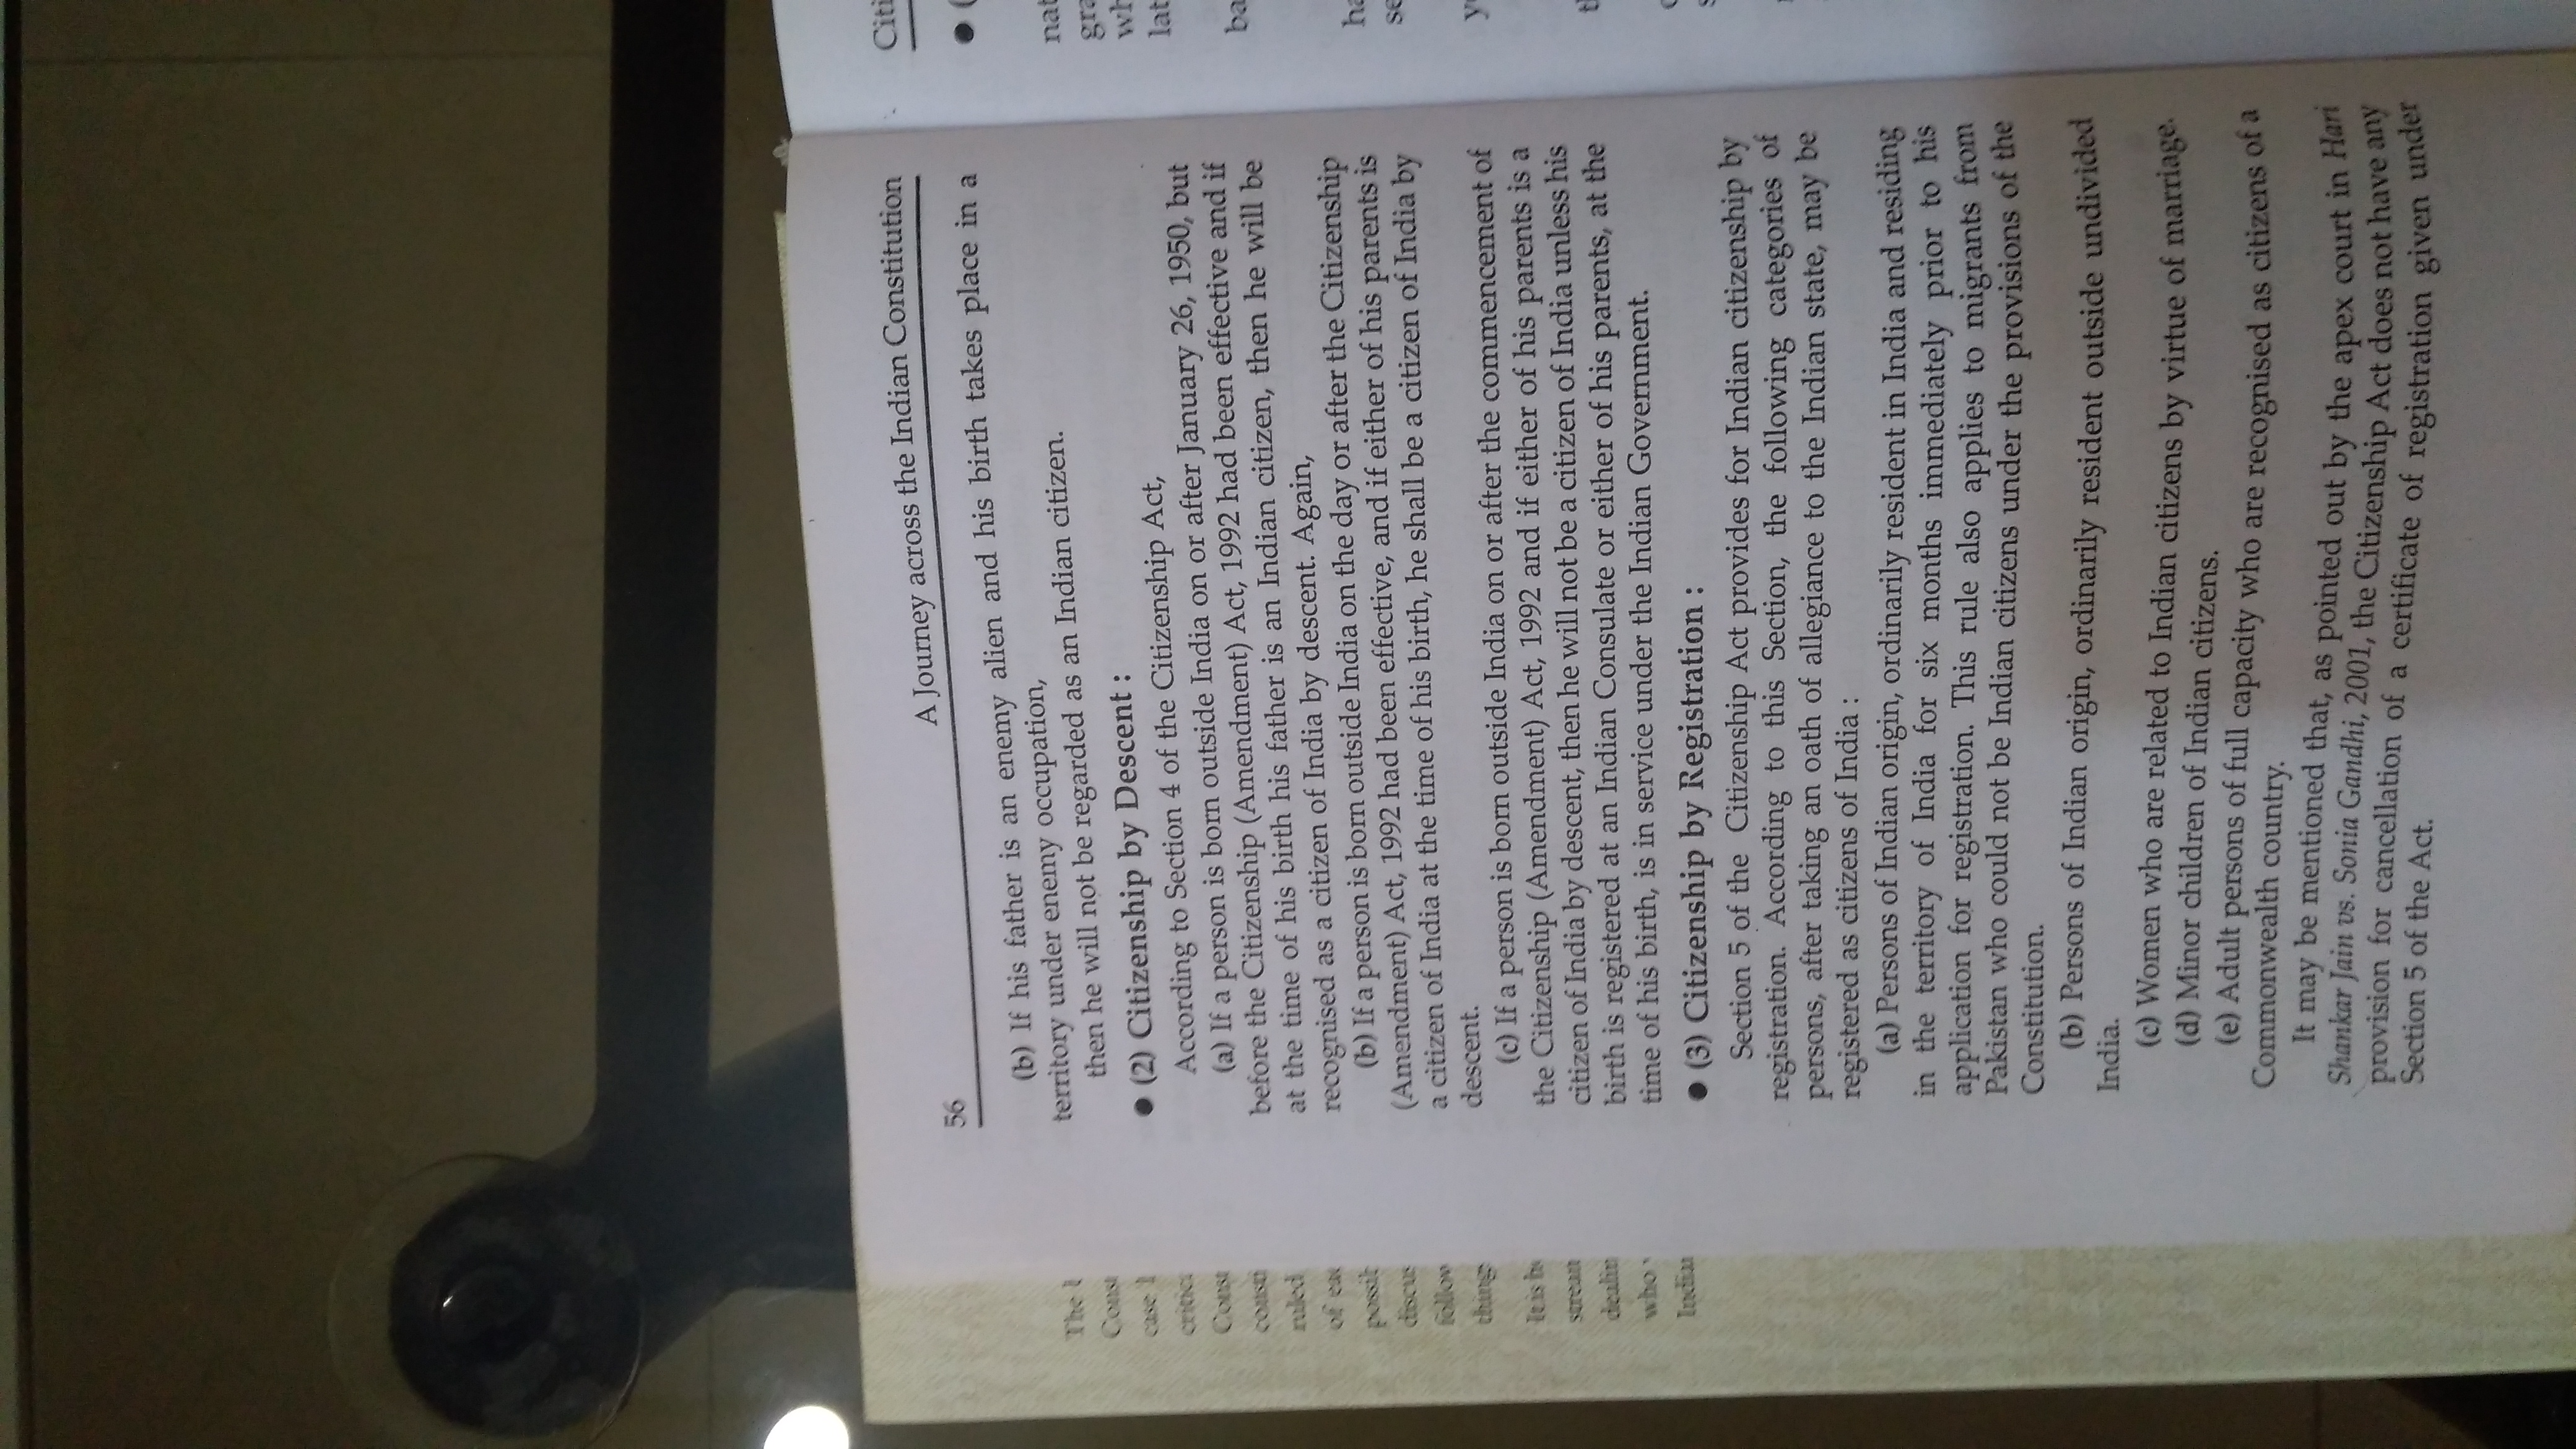 56
A Journey across the Indian Constitution
(b) If his father is an enemy alien and his birth takes place in a
territory under enemy occupation,
then he will not be regarded as an Indian citizen.
● (2) Citizenship by Descent :
According to Section 4 of the Citizenship Act,
(a) If a person is born outside India on or after January 26, 1950, but
before the Citizenship (Amendment) Act, 1992 had been effective and if
at the time of his birth his father is an Indian citizen, then he will be
recognised as a citizen of India by descent. Again,
(b) If a person is born outside India on the day or after the Citizenship
(Amendment) Act, 1992 had been effective, and if either of his parents is
a citizen of India at the time of his birth, he shall be a citizen of India by
descent.
(c) If a person is born outside India on or after the commencement of
the Citizenship (Amendment) Act, 1992 and if either of his parents is a
citizen of India by descent, then he will not be a citizen of India unless his
birth is registered at an Indian Consulate or either of his parents, at the
time of his birth, is in service under the Indian Government.
● (3) Citizenship by Registration :
Section 5 of the Citizenship Act provides for Indian citizenship by
registration. According to this Section, the following categories of
persons, after taking an oath of allegiance to the Indian state, may be
registered as citizens of India :
(a) Persons of Indian origin, ordinarily resident in India and residing
in the territory of India for six months immediately prior to his
application for registration. This rule also applies to migrants from
Pakistan who could not be Indian citizens under the provisions of the
Constitution.
(b) Persons of Indian origin, ordinarily resident outside undivided
India.
(c) Women who are related to Indian citizens by virtue of marriage.
(d) Minor children of Indian citizens.
(e) Adult persons of full capacity who are recognised as citizens of a
Commonwealth country.
It may be mentioned that, as pointed out by the apex court in Hari
Shankar Jain vs. Sonia Gandhi, 2001, the Citizenship Act does not have any
provision for cancellation of a certificate of registration given under
Section 5 of the Act.